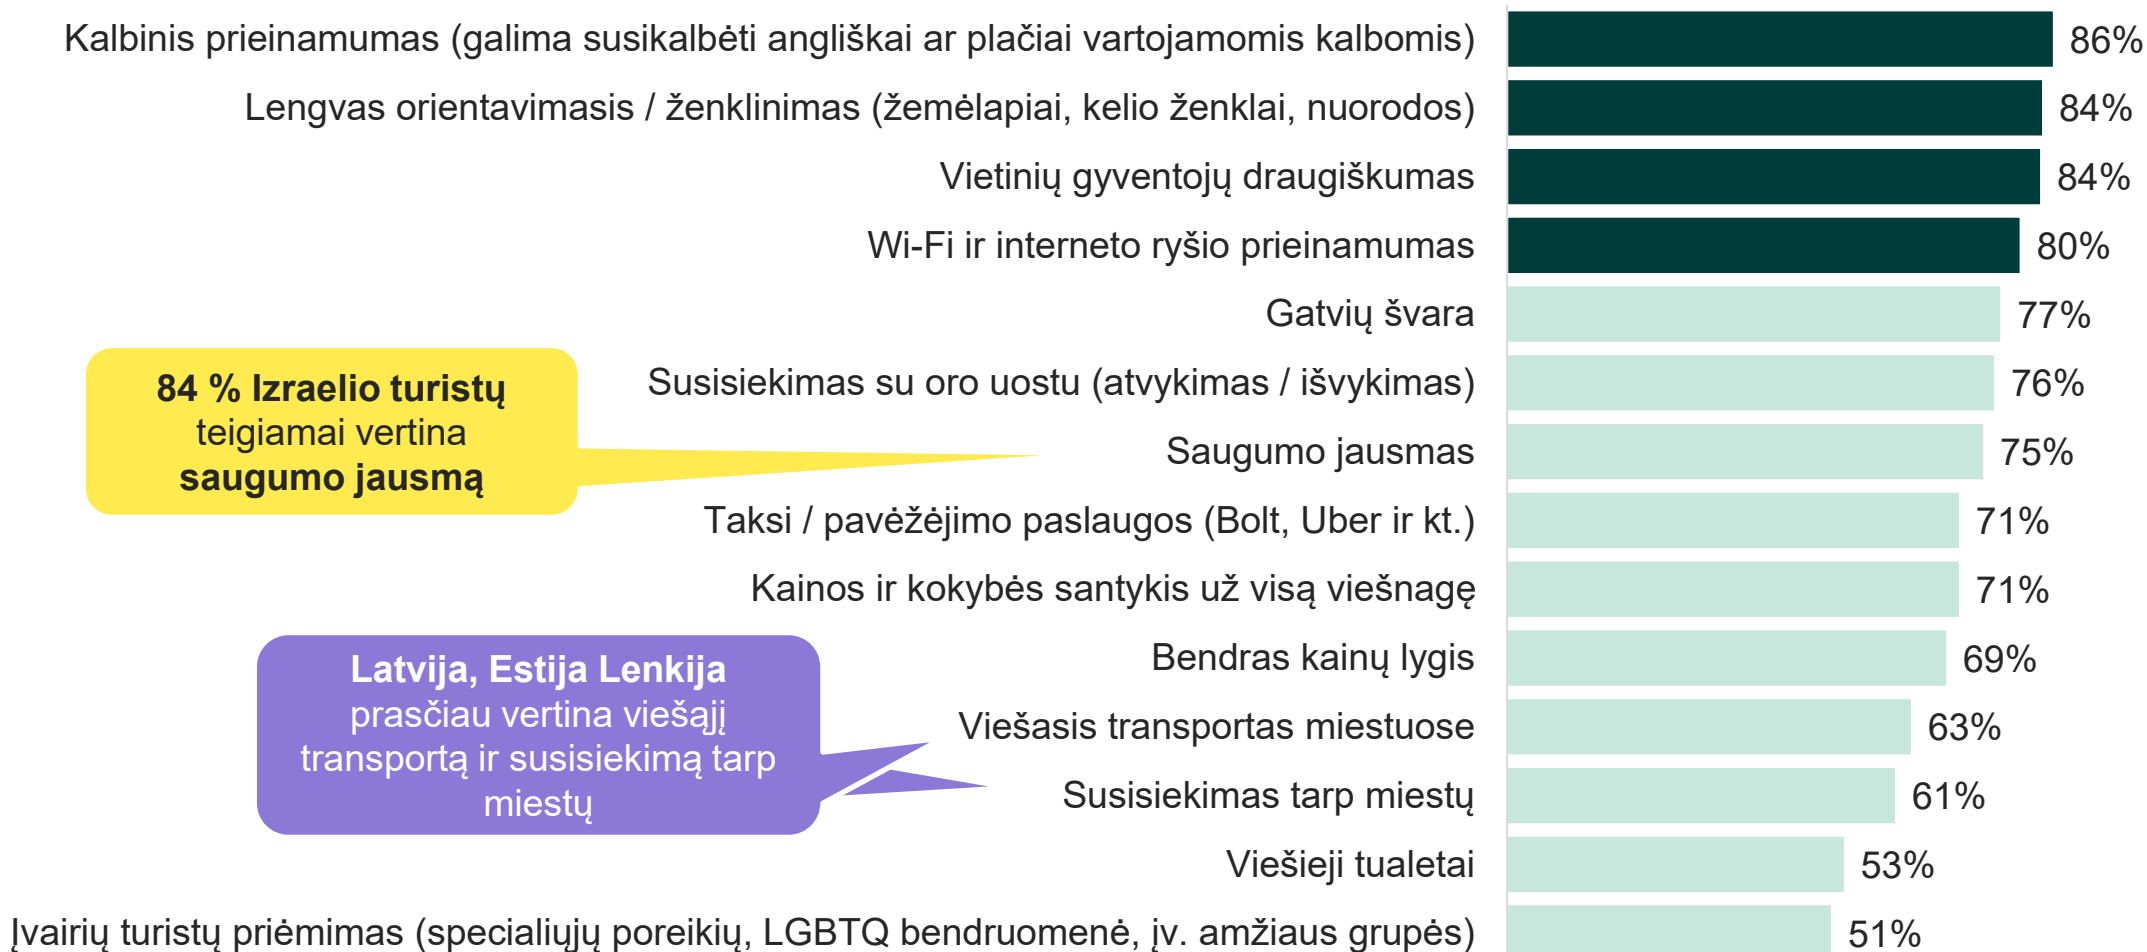 Kalbinis prieinamumas (galima susikalbėti angliškai ar plačiai vartojamomis kalbomis) 86%
Lengvas orientavimasis / ženklinimas (žemėlapiai, kelio ženklai, nuorodos) 84%
Vietinių gyventojų draugiškumas 84%
Wi-Fi ir interneto ryšio prieinamumas 80%
Gatvių švara 77%
84 % Izraelio turistų
teigiamai vertina
saugumo jausmą
Susisiekimas su oro uostu (atvykimas / išvykimas) 76%
Saugumo jausmas 75%
Taksi / pavėžėjimo paslaugos (Bolt, Uber ir kt.) 71%
Kainos ir kokybės santykis už visą viešnagę 71%
Latvija, Estija Lenkija
prasčiau vertina viešąjį
transportą ir susisiekimą tarp
miestų
Bendras kainų lygis 69%
Viešasis transportas miestuose 63%
Susisiekimas tarp miestų 61%
Viešieji tualetai 53%
Įvairių turistų priėmimas (specialiųjų poreikių, LGBTQ bendruomenė, įv. amžiaus grupės) 51%